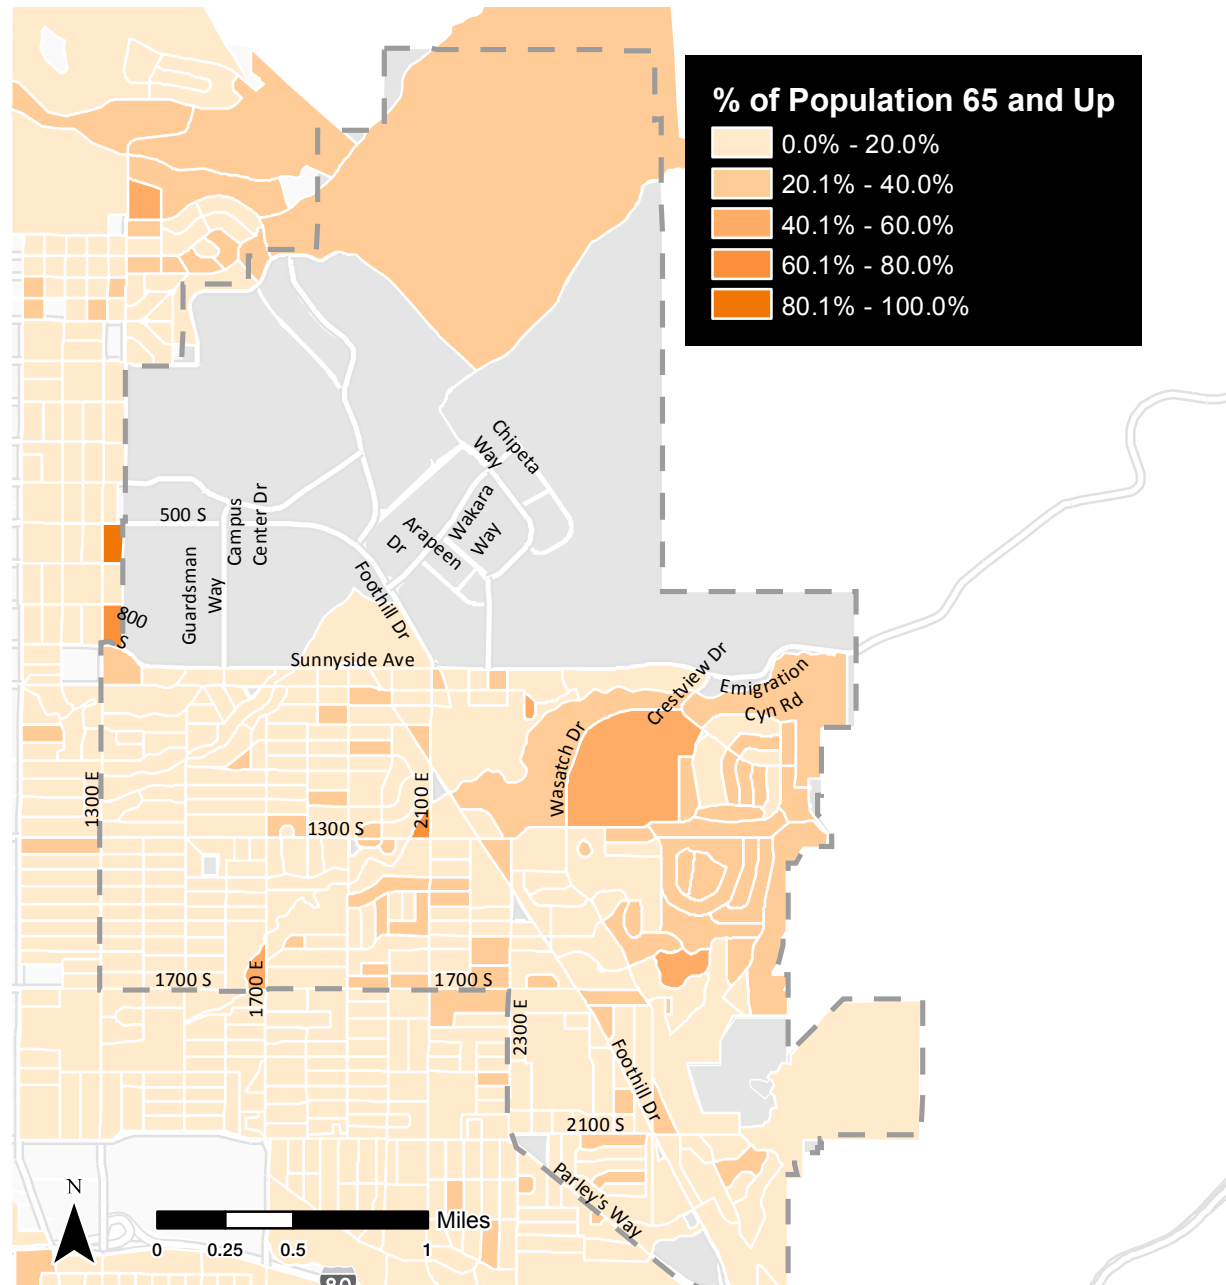 % of Population 65 and Up
0.0% - 20.0%
20.1% - 40.0%
40.1% - 60.0%
60.1% - 80.0%
80.1% - 100.0%
Chipeta
Way
Wakara
Way
Arapeen
Dr
500 S
Campus
Center Dr
Guardsman
Way
Foothill Dr
800
S
Sunnyside Ave
Crestview Dr
Emigration
Cyn Rd
Wasatch Dr
1300 E
2100 E
1300 S
1700 S
1700 E
1700 S
2300 E
Foothill Dr
2100 S
Parley's Way
N
Miles
0 0.25 0.5 1
80